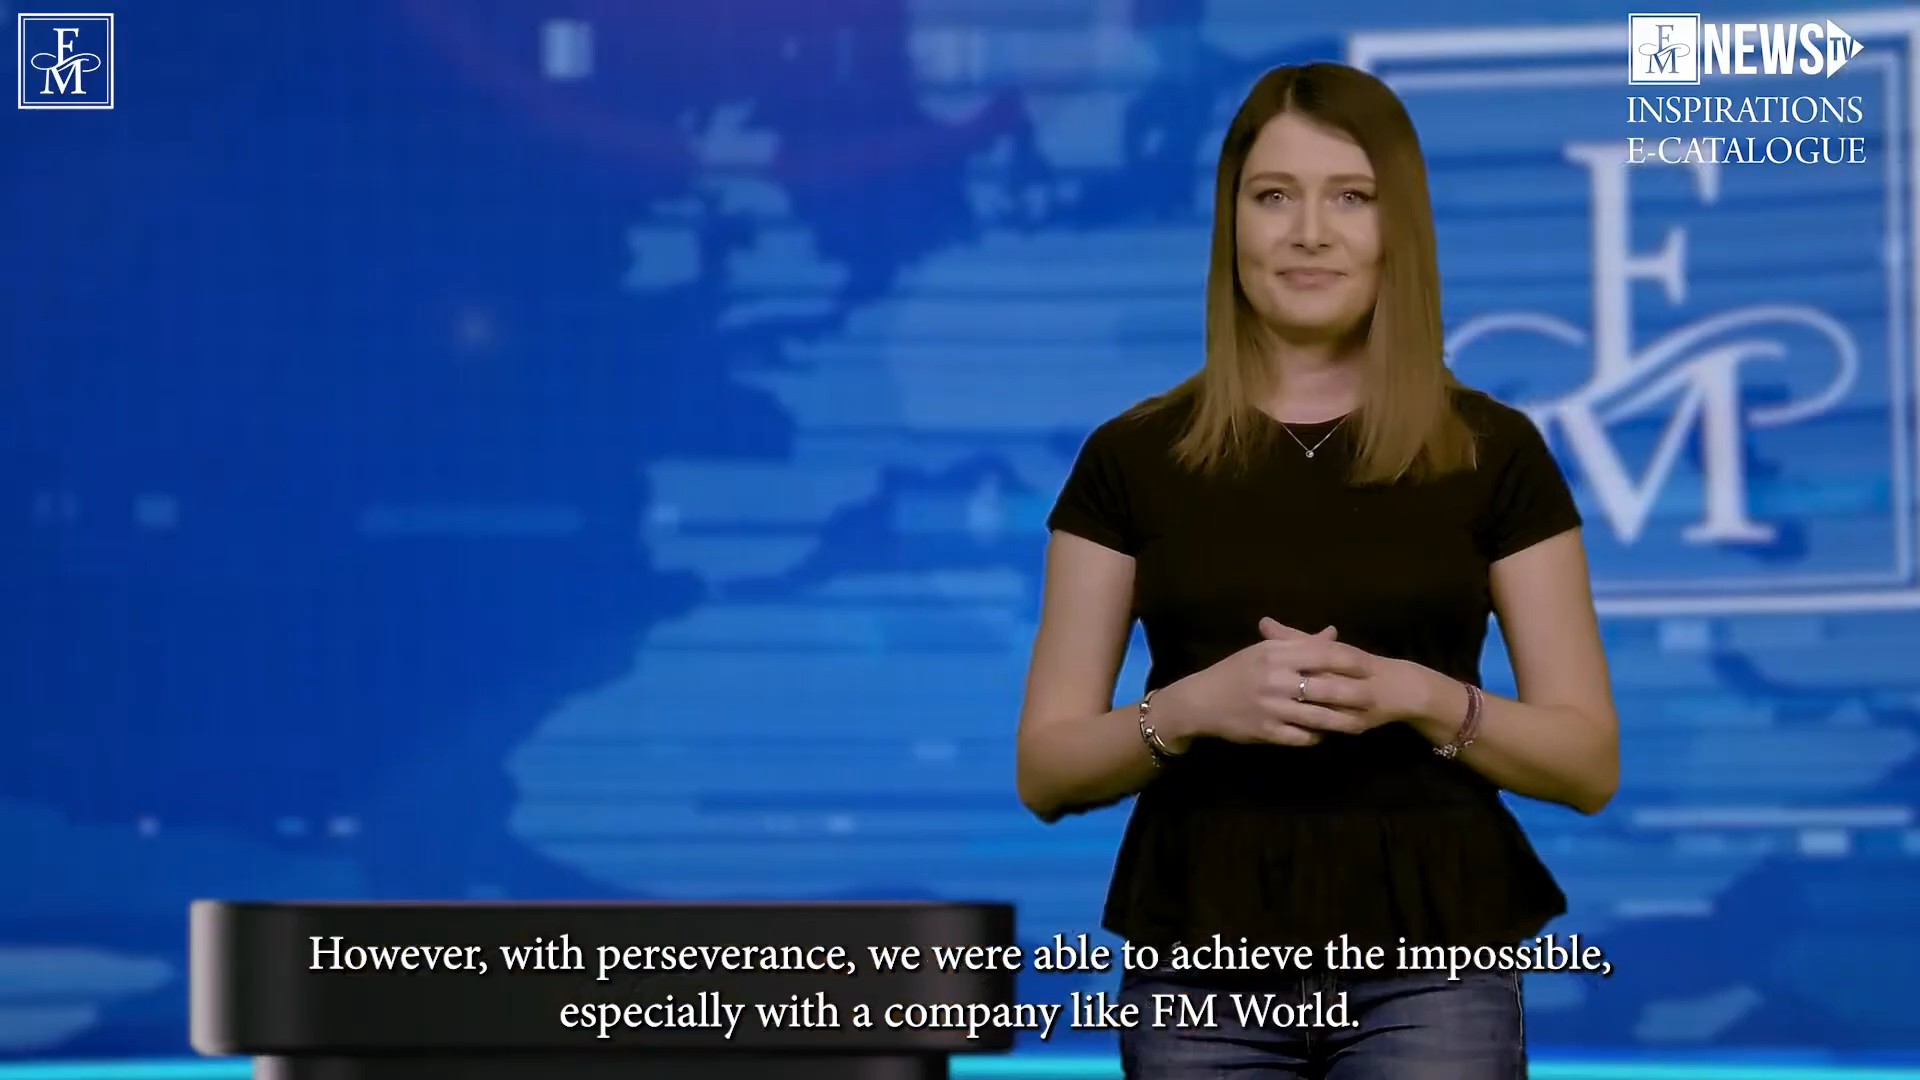 FM
FM NEWS TV
INSPIRATIONS
E-CATALOGUE
FM
However, with perseverance, we were able to achieve the impossible,
especially with a company like FM World.